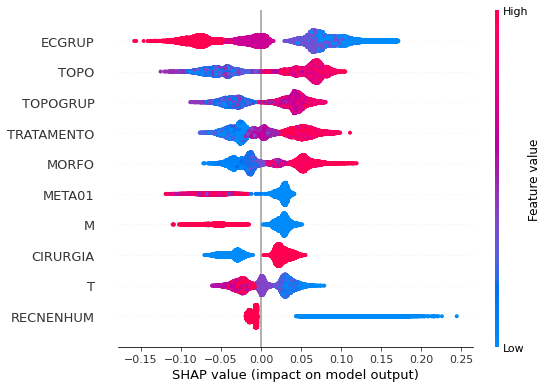 High
ECGRUP
TOPO
TOPOGRUP
TRATAMENTO
MORFO
META01
M
CIRURGIA
T
RECNENHUM
Feature value
Low
−0.15 −0.10 −0.05 0.00 0.05 0.10 0.15 0.20 0.25
SHAP value (impact on model output)